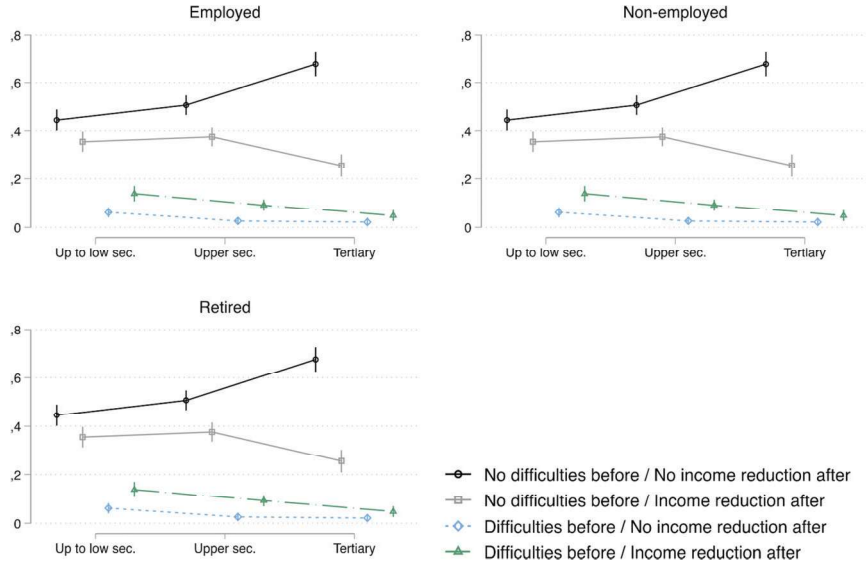 Employed
,8
,6
,4
,2
0
Up to low sec. Upper sec. Tertiary
Non-employed
,8
,6
,4
,2
0
Up to low sec. Upper sec. Tertiary
Retired
,8
,6
,4
,2
0
Up to low sec. Upper sec. Tertiary
No difficulties before / No income reduction after
No difficulties before / Income reduction after
Difficulties before / No income reduction after
Difficulties before / Income reduction after